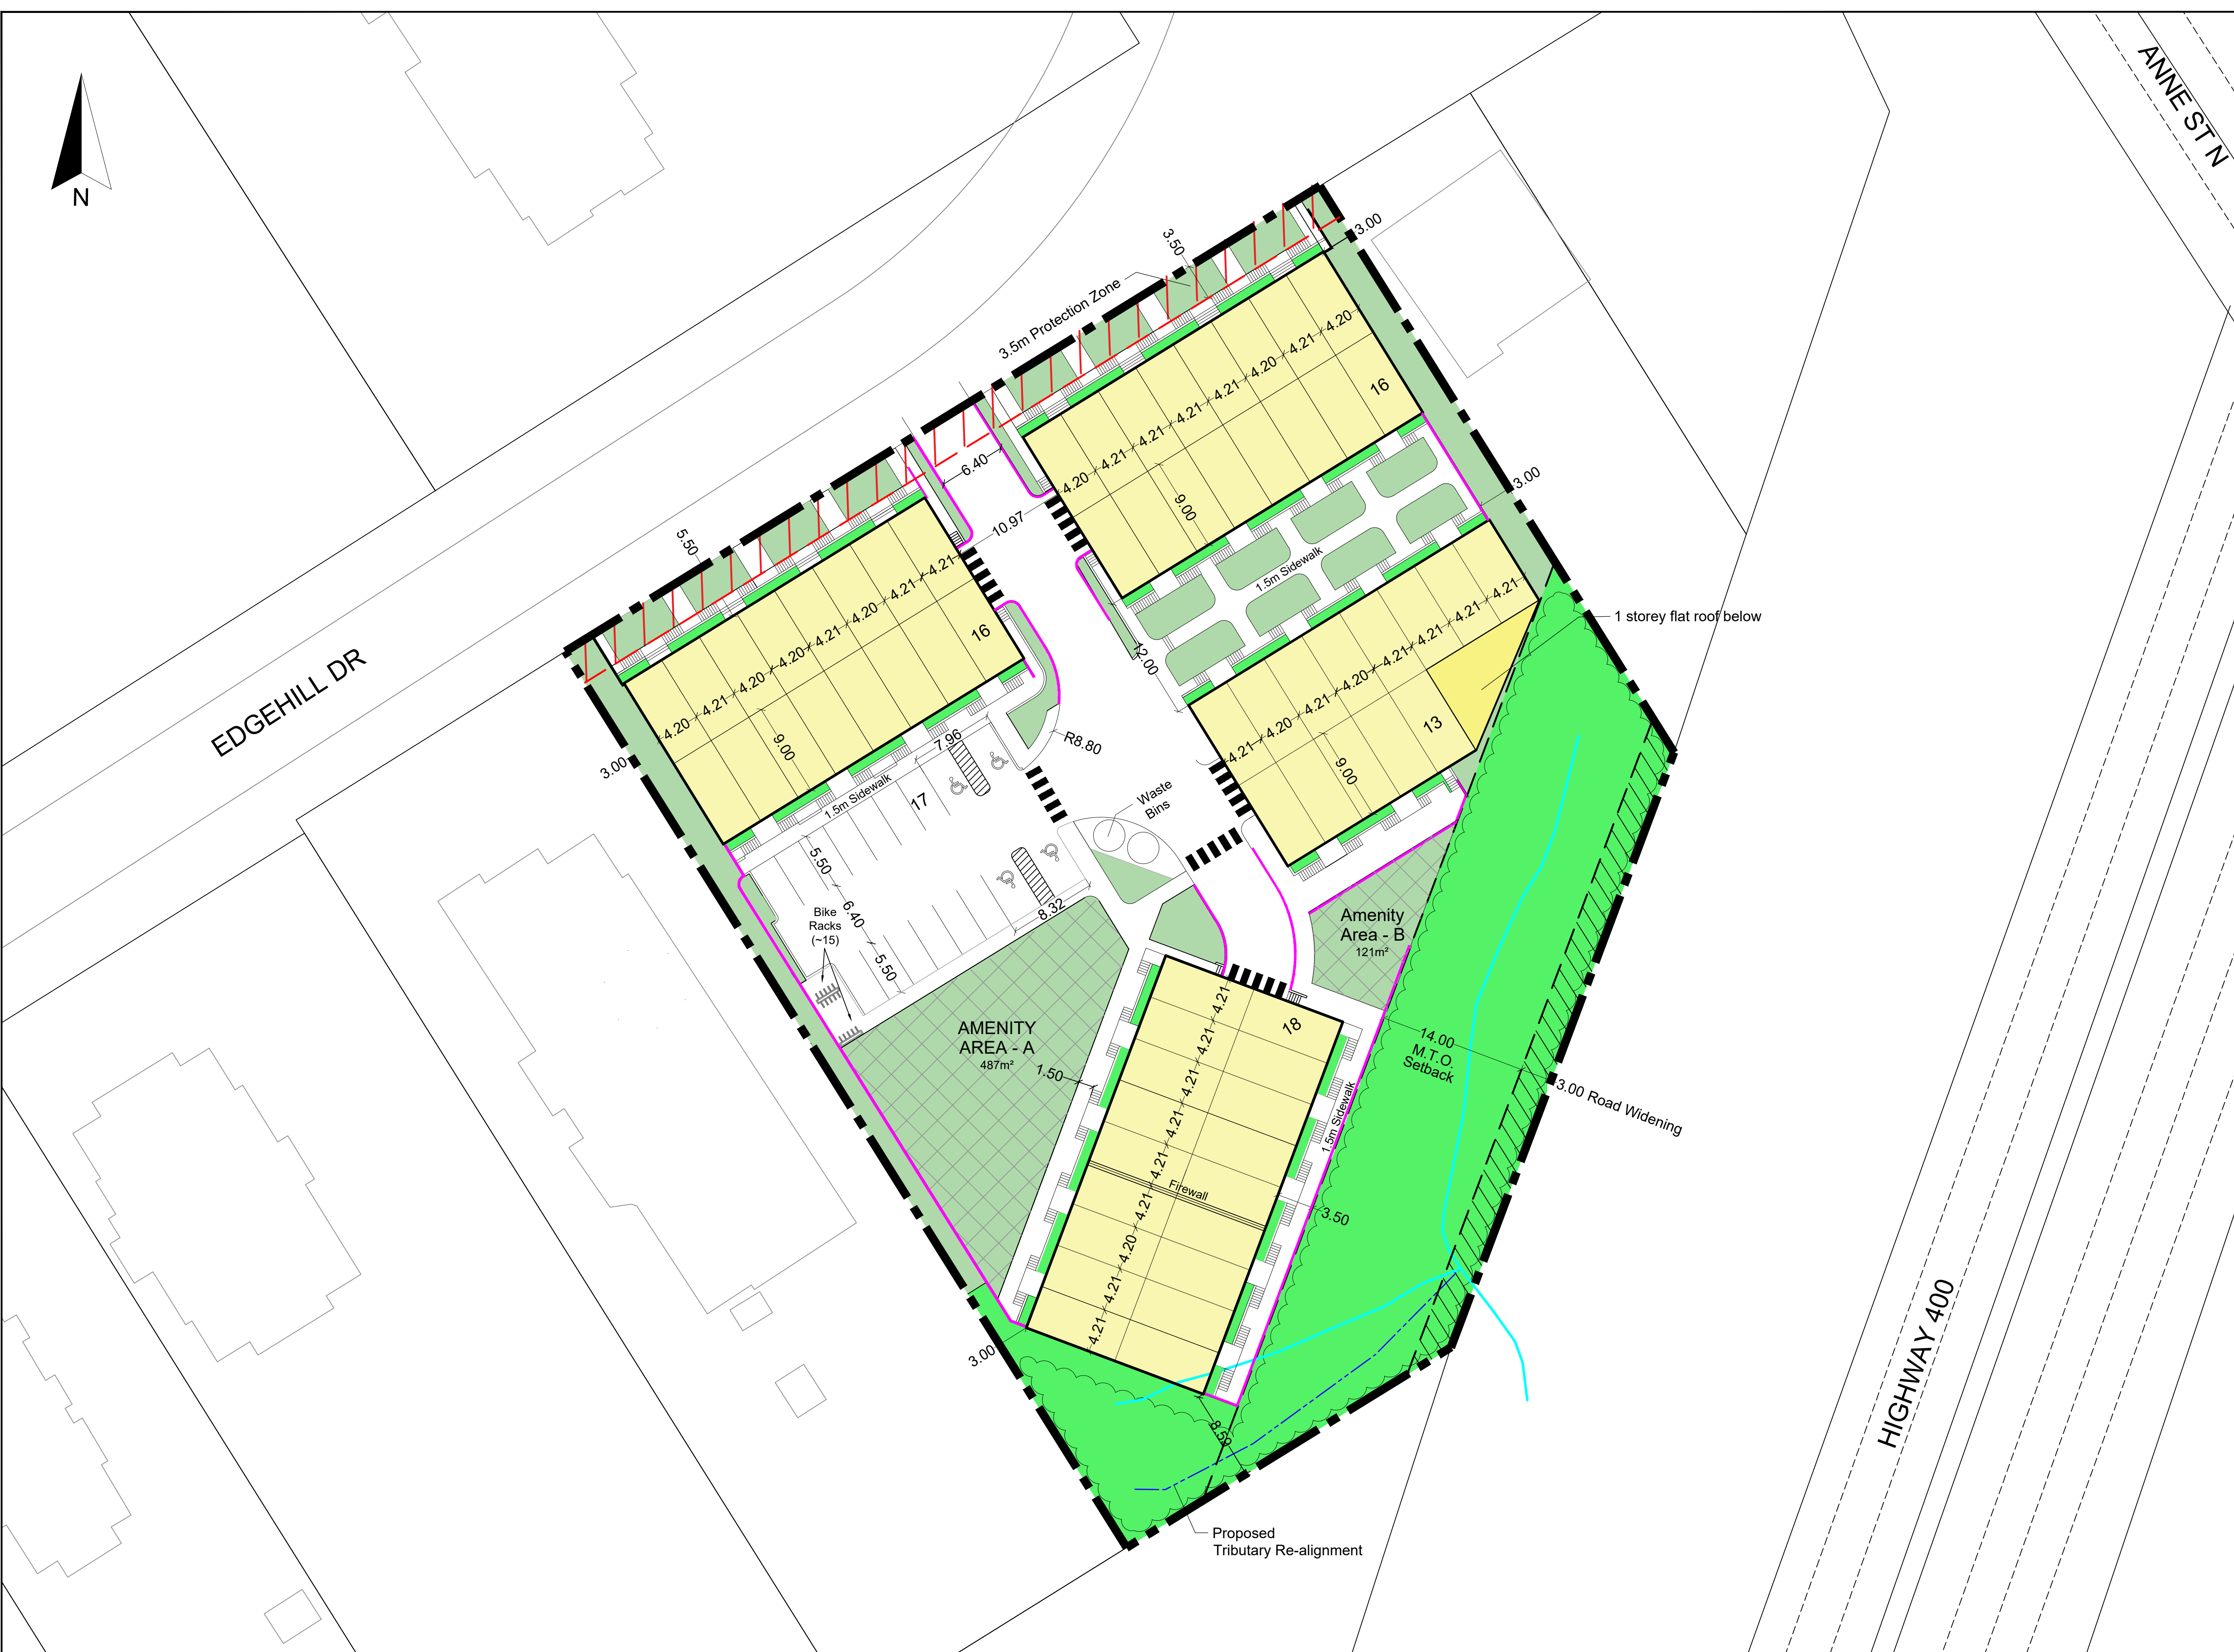 N
ANNE ST N
EDGEHILL DR
HIGHWAY 400
3.5m Protection Zone
3.50
3.00
4.20
4.21
4.21
4.21
4.21
4.20
4.21
4.20
16
9.00
3.00
6.40
10.97
5.50
4.20
4.21
4.20
4.20
4.21
4.20
4.21
4.21
16
9.00
3.00
1.5m Sidewalk
12.00
1 storey flat roof below
4.21
4.20
4.21
4.20
4.21
4.21
4.21
4.21
13
9.00
1.5m Sidewalk
7.96
17
R8.80
Waste
Bins
5.50
6.40
5.50
8.32
Bike
Racks
(~15)
Amenity
Area - B
121m²
AMENITY
AREA - A
487m²
1.50
18
4.21
4.21
4.21
4.21
4.21
4.21
4.20
4.21
4.21
Firewall
1.5m Sidewalk
3.50
14.00
M.T.O.
Setback
3.00 Road Widening
3.00
8.59
Proposed
Tributary Re-alignment